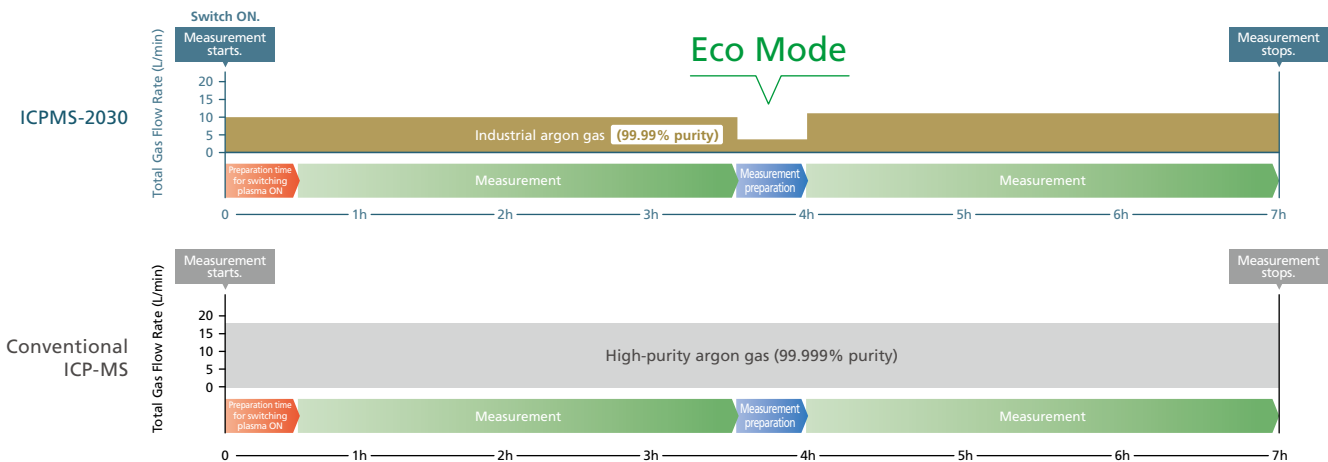 Switch ON.
Measurement
starts.
Eco Mode
Measurement
stops.
ICPMS-2030
Total Gas Flow Rate (L/min)
20
15
10
5
0
Industrial argon gas (99.99% purity)
Preparation time
for switching
plasma ON
Measurement
Measurement
preparation
Measurement
0 1h 2h 3h 4h 5h 6h 7h
Measurement
starts.
Measurement
stops.
Conventional
ICP-MS
Total Gas Flow Rate (L/min)
20
15
10
5
0
High-purity argon gas (99.999% purity)
Preparation time
for switching
plasma ON
Measurement
Measurement
preparation
Measurement
0 1h 2h 3h 4h 5h 6h 7h